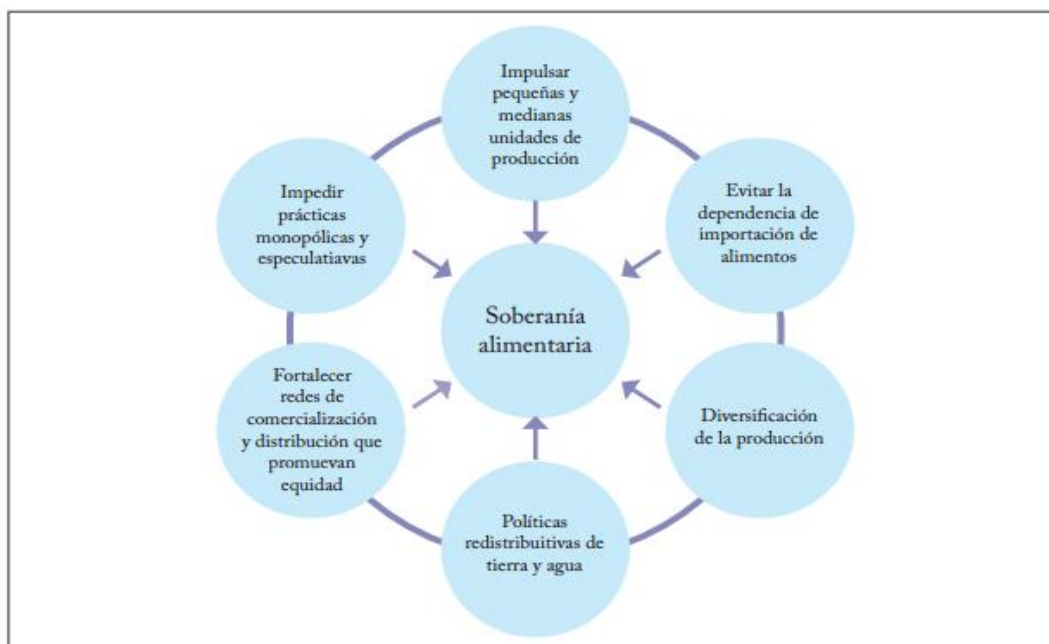 Impulsar
pequeñas y
medianas
unidades de
producción
Evitar la
dependencia de
importación de
alimentos
Diversificación
de la producción
Políticas
redistribuitivas de
tierra y agua
Fortalecer
redes de
comercialización
y distribución que
promuevan
equidad
Impedir
prácticas
monopólicas y
especulatiavas
Soberanía
alimentaria